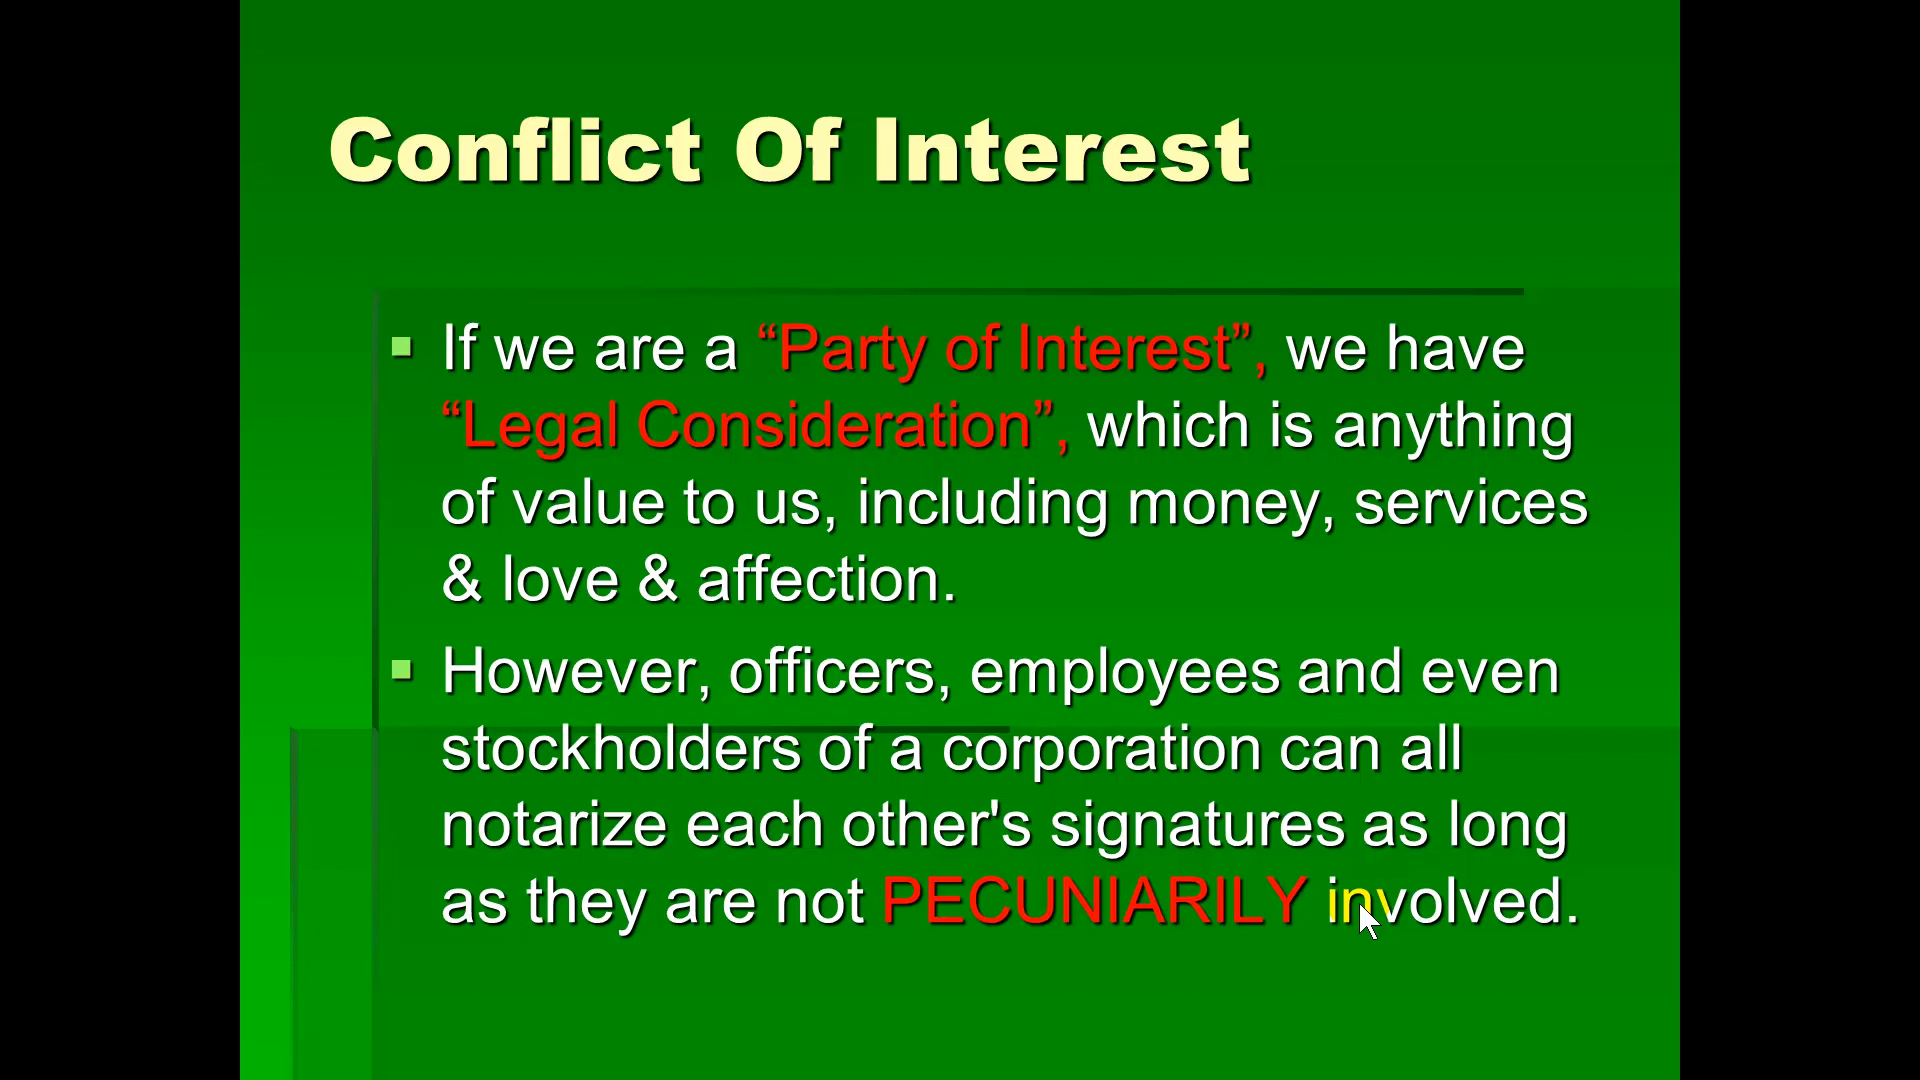 Conflict Of Interest
If we are a “Party of Interest”, we have
“Legal Consideration”, which is anything
of value to us, including money, services
& love & affection.
However, officers, employees and even
stockholders of a corporation can all
notarize each other's signatures as long
as they are not PECUNIARILY involved.